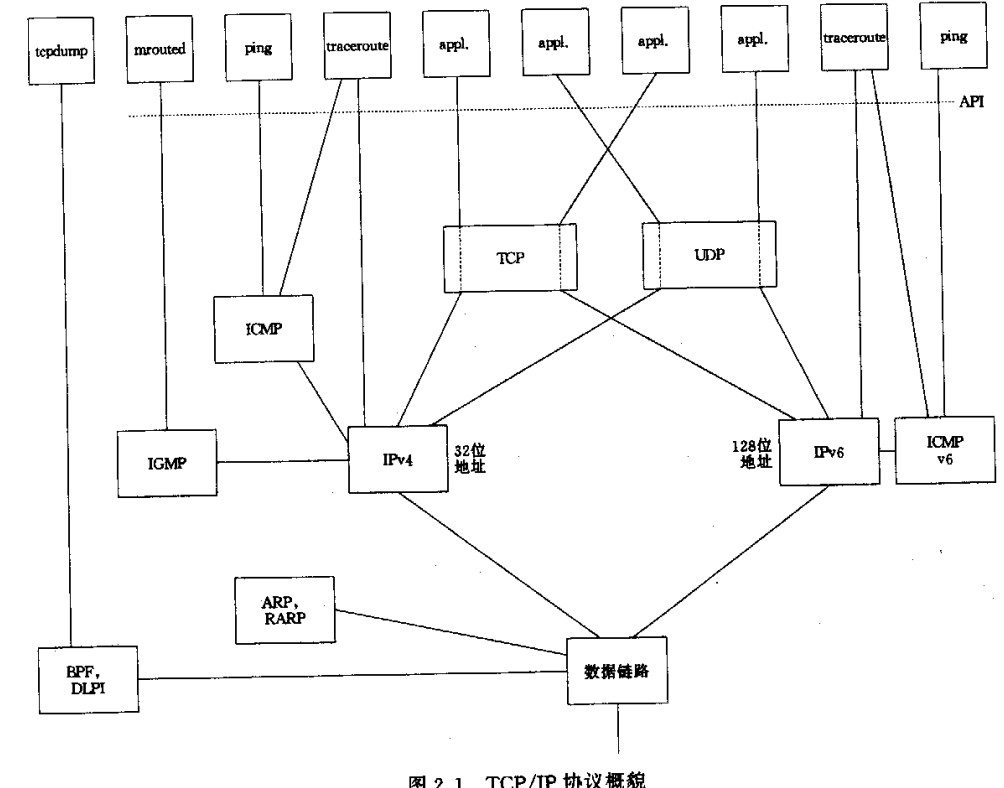 tcpdump
mrouted
ping
traceroute
appl.
appl.
appl.
appl.
traceroute
ping
API
TCP
UDP
ICMP
IGMP
IPv4
32位
地址
128位
地址
IPv6
ICMP
v6
ARP,
RARP
BPF,
DLPI
数据链路
图 2.1 TCP/IP 协议概貌